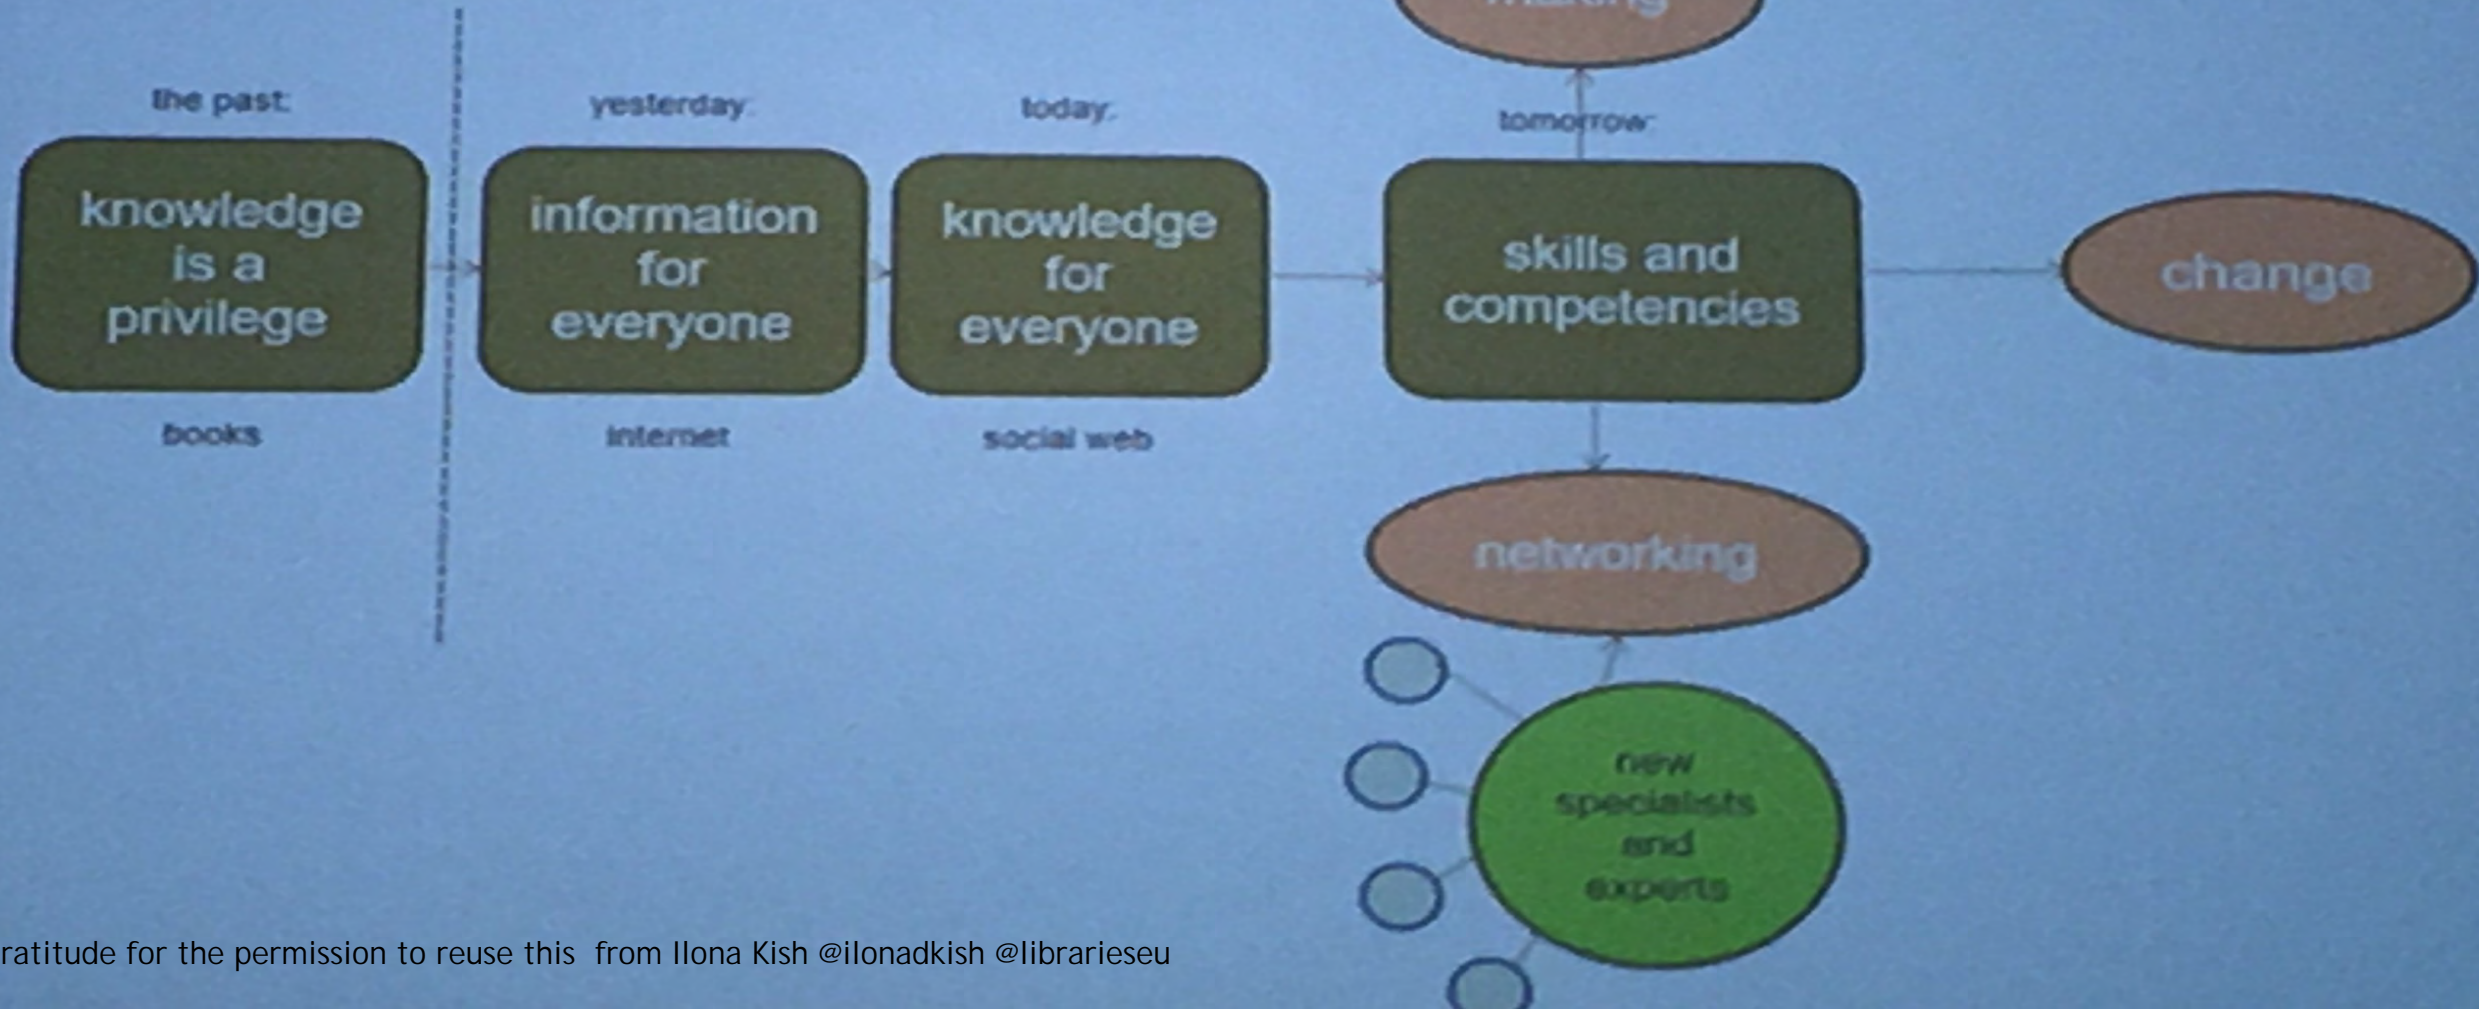 making
the past:
yesterday:
today:
tomorrow:
knowledge
is a
privilege
information
for
everyone
knowledge
for
everyone
skills and
competencies
change
books
internet
social web
networking
new
specialists
and
experts
ratitude for the permission to reuse this from Ilona Kish @ilonadkish @librarieseu